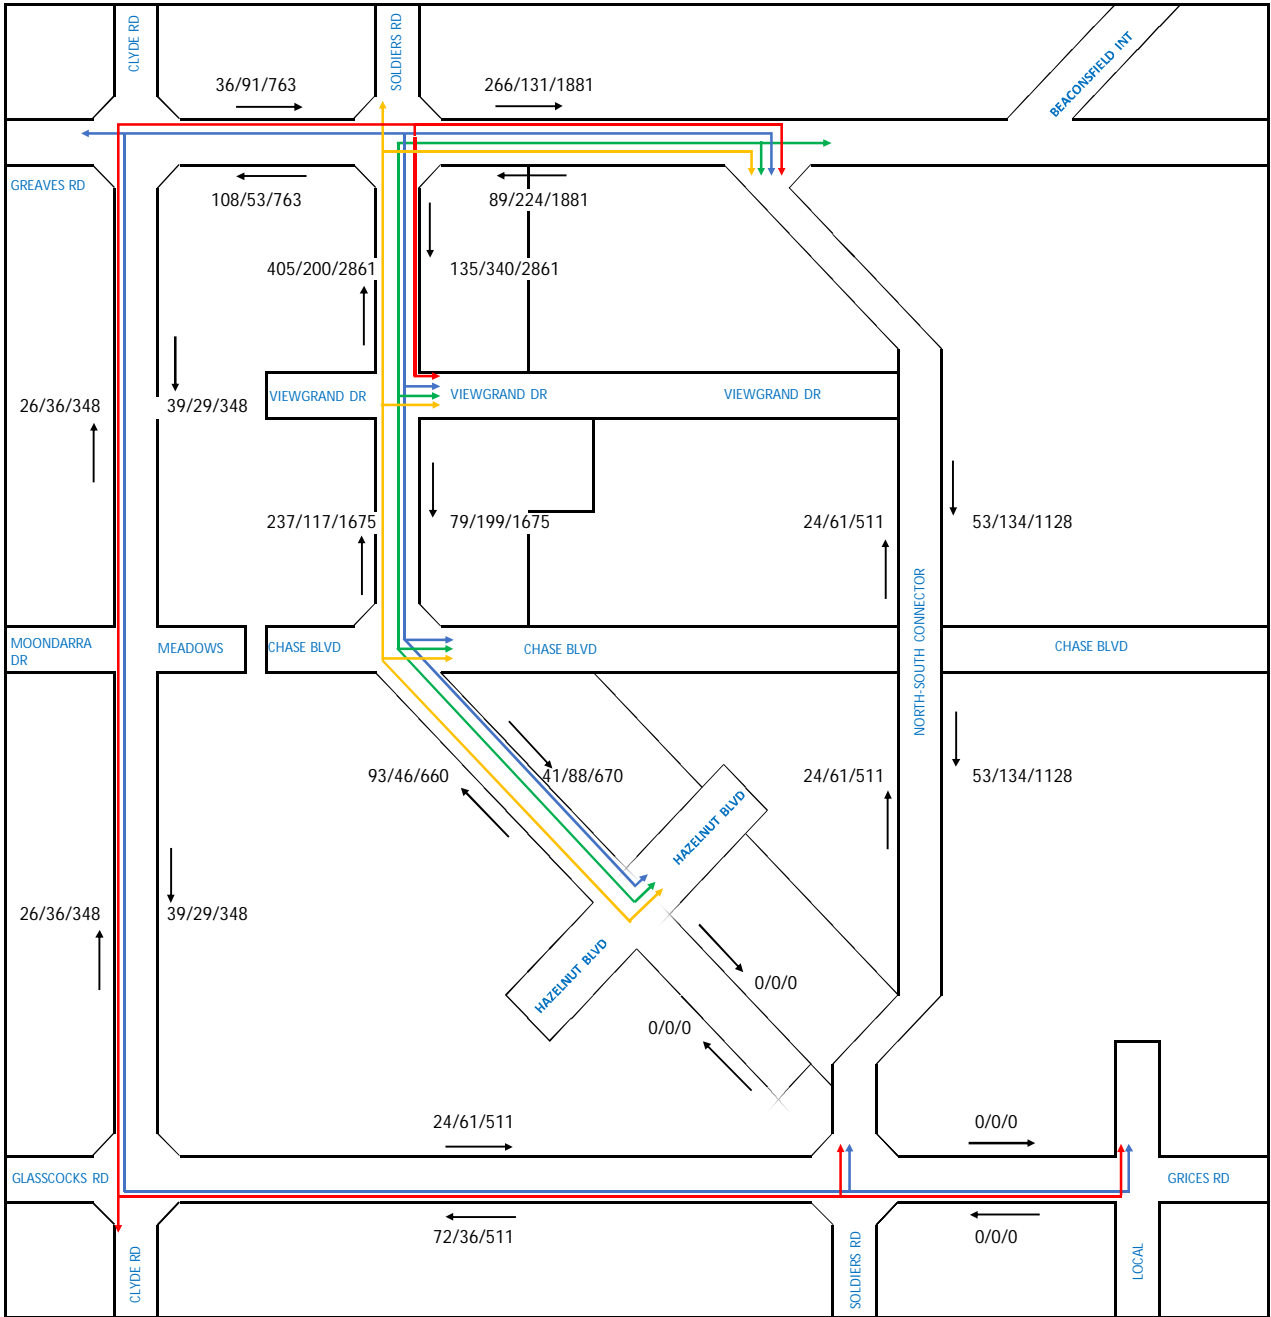 CLYDE RD
SOLDIERS RD
BEACONSFIELD INT
36/91/763
266/131/1881
GREAVES RD
108/53/763
89/224/1881
405/200/2861
135/340/2861
26/36/348
39/29/348
VIEWGRAND DR
VIEWGRAND DR
VIEWGRAND DR
237/117/1675
79/199/1675
24/61/511
53/134/1128
NORTH-SOUTH CONNECTOR
MOONDARRA
DR
MEADOWS
CHASE BLVD
CHASE BLVD
CHASE BLVD
93/46/660
41/88/670
24/61/511
53/134/1128
HAZELNUT BLVD
26/36/348
39/29/348
HAZELNUT BLVD
0/0/0
0/0/0
24/61/511
0/0/0
GLASSCOCKS RD
GRICES RD
72/36/511
0/0/0
CLYDE RD
SOLDIERS RD
LOCAL